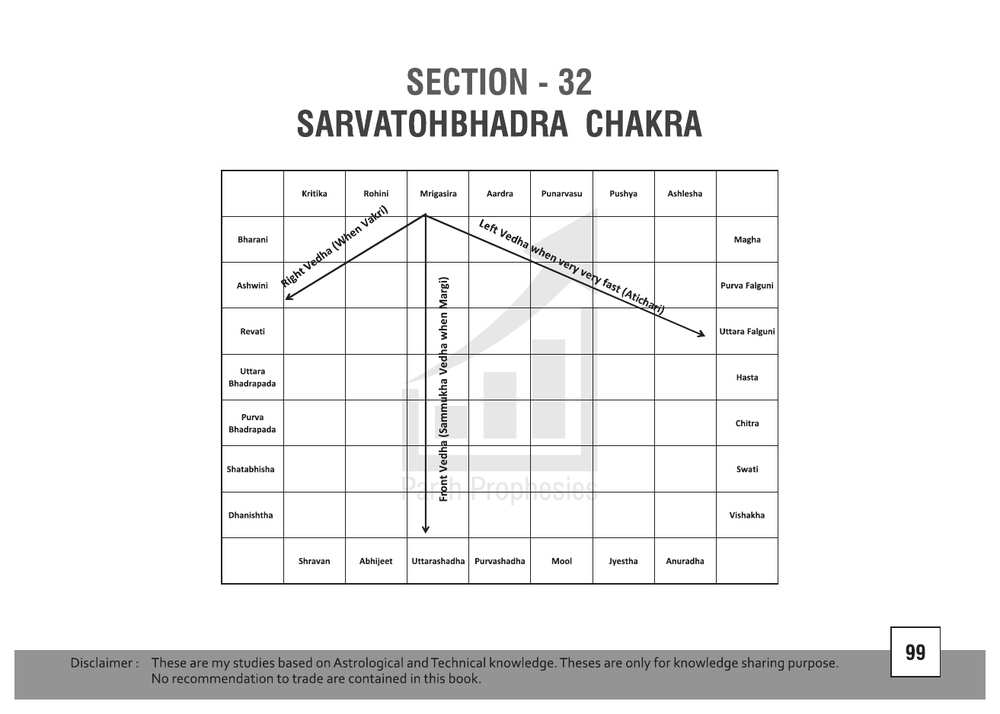 SECTION - 32
SARVATOHBHADRA CHAKRA
Kritika Rohini Mrigasira Aardra Punarvasu Pushya Ashlesha
Bharani Magha
Ashwini Purva Falguni
Revati Uttara Falguni
Uttara
Bhadrapada
Hasta
Purva
Bhadrapada
Chitra
Shatabhisha Swati
Dhanishtha Vishakha
Shravan Abhijeet Uttarashadha Purvashadha Mool Jyestha Anuradha
Right Vedha (When Vakri)
Front Vedha (Sammukha Vedha when Margi)
Left Vedha when very very fast (Atichari)
Parth Prophesies
Disclaimer : These are my studies based on Astrological and Technical knowledge. Theses are only for knowledge sharing purpose.
No recommendation to trade are contained in this book.
99